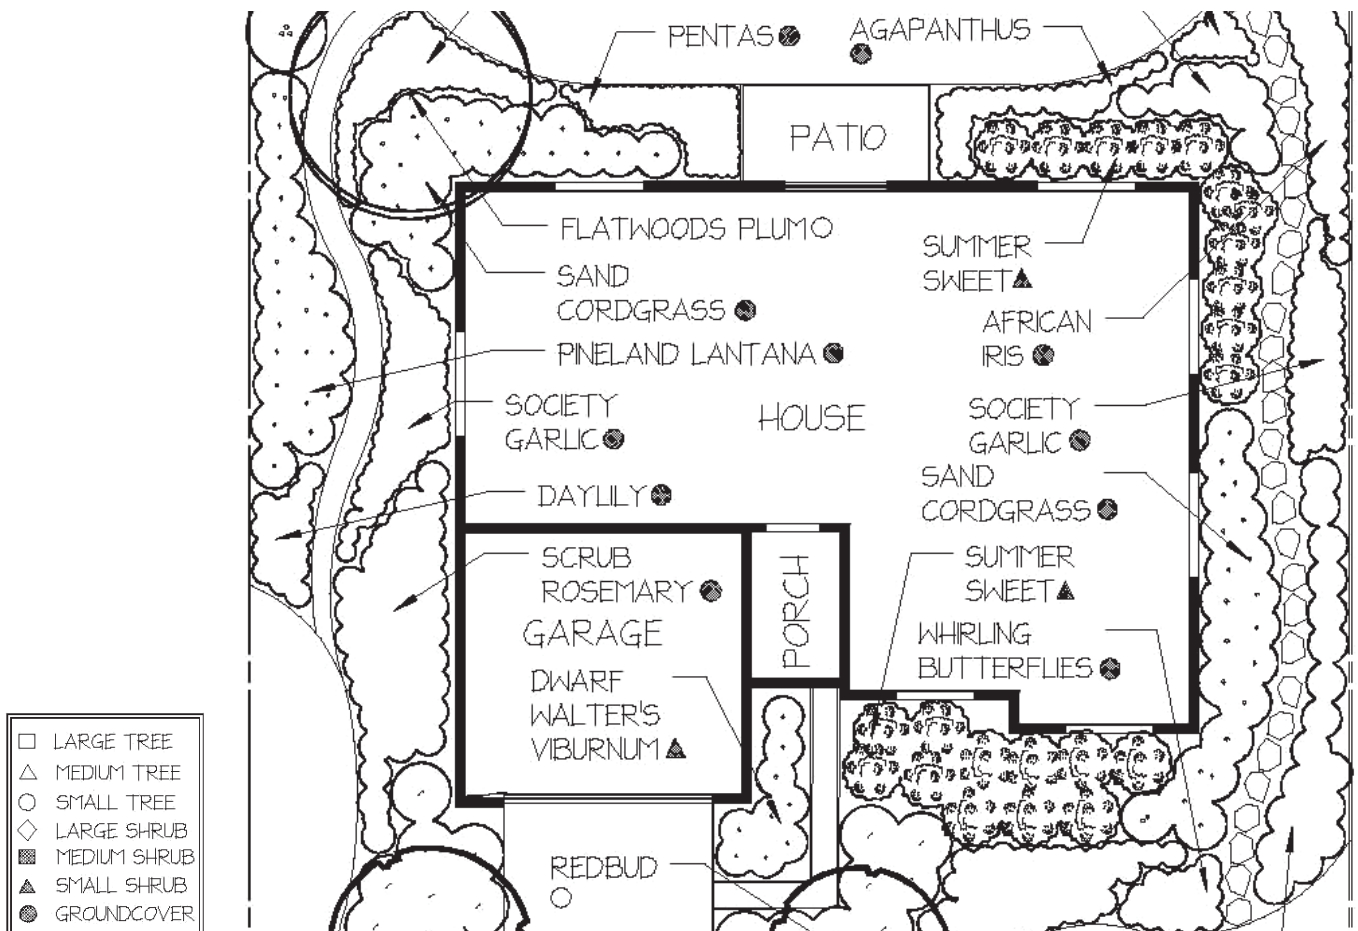 PENTAS
AGAPANTHUS
PATIO
FLATWOODS PLUM
SAND
CORDGRASS
PINELAND LANTANA
SOCIETY
GARLIC
DAYLILY
HOUSE
SUMMER
SWEET
AFRICAN
IRIS
SOCIETY
GARLIC
SAND
CORDGRASS
SUMMER
SWEET
WHIRLING
BUTTERFLIES
SCRUB
ROSEMARY
GARAGE
PORCH
DWARF
WALTER'S
VIBURNUM
REDBUD
LARGE TREE
MEDIUM TREE
SMALL TREE
LARGE SHRUB
MEDIUM SHRUB
SMALL SHRUB
GROUNDCOVER